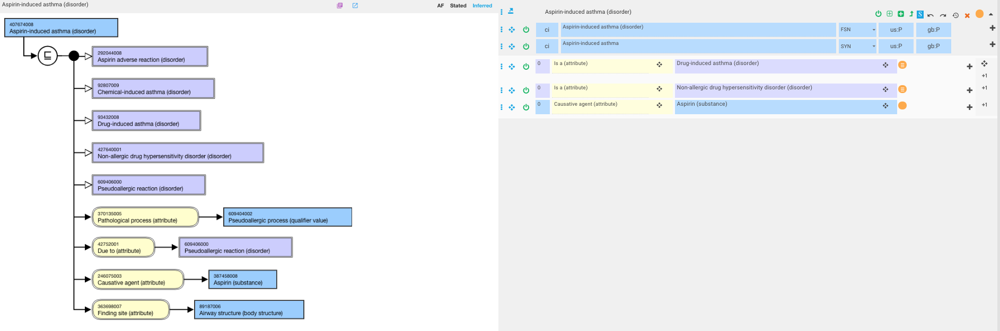 Aspirin-induced asthma (disorder)
AF Stated Inferred
407674008
Aspirin-induced asthma (disorder)
⊑
292044008
Aspirin adverse reaction (disorder)
92807009
Chemical-induced asthma (disorder)
93432008
Drug-induced asthma (disorder)
427640001
Non-allergic drug hypersensitivity disorder (disorder)
609406000
Pseudoallergic reaction (disorder)
370135005
Pathological process (attribute)
609404002
Pseudoallergic process (qualifier value)
42752001
Due to (attribute)
609406000
Pseudoallergic reaction (disorder)
246075003
Causative agent (attribute)
387458008
Aspirin (substance)
363698007
Finding site (attribute)
89187006
Airway structure (body structure)
Aspirin-induced asthma (disorder)
S
ci Aspirin-induced asthma (disorder) FSN us:P gb:P
ci Aspirin-induced asthma SYN us:P gb:P
0 Is a (attribute) Drug-induced asthma (disorder)
+1
0 Is a (attribute) Non-allergic drug hypersensitivity disorder (disorder) +1
0 Causative agent (attribute) Aspirin (substance) +1